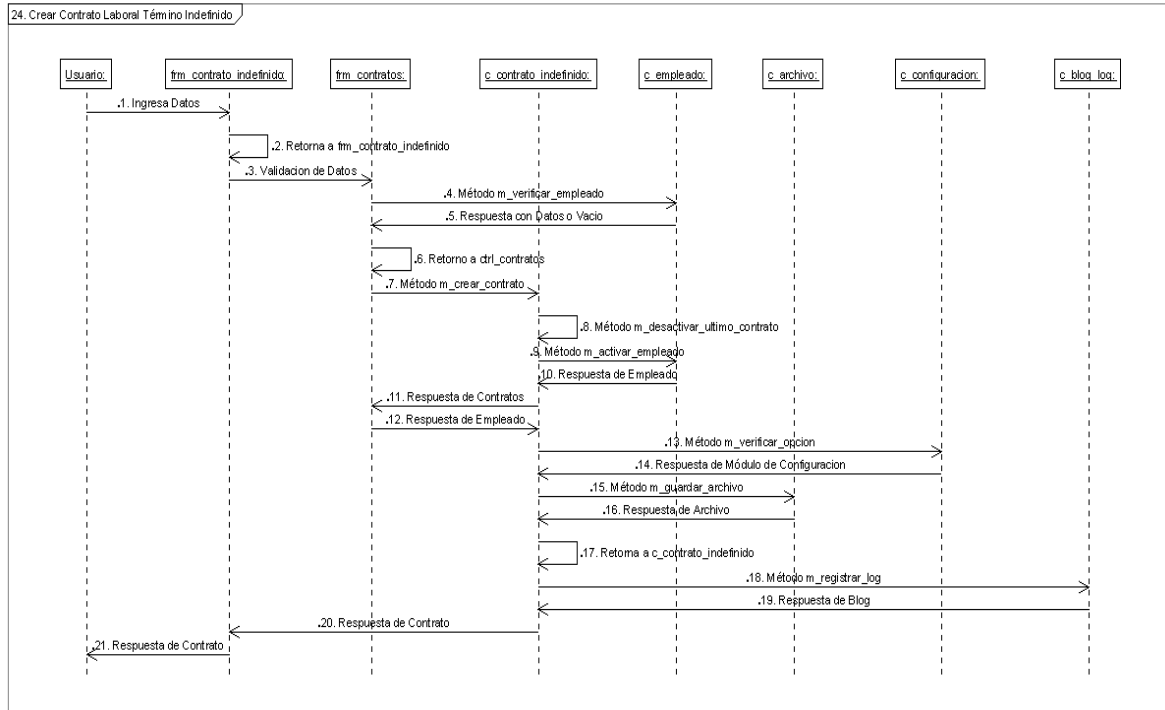 24. Crear Contrato Laboral Término Indefinido
Usuario: frm_contrato_indefinido: frm_contratos: c_contrato_indefinido: c_empleado: c_archivo: c_configuracion: c_blog_log:
.1. Ingresa Datos
.2. Retorna a frm_contrato_indefinido
.3. Validacion de Datos
.4. Método m_verificar_empleado
.5. Respuesta con Datos o Vacio
.6. Retorno a ctrl_contratos
.7. Método m_crear_contrato
.8. Método m_desactivar_ultimo_contrato
.9. Método m_activar_empleado
.10. Respuesta de Empleado
.11. Respuesta de Contratos
.12. Respuesta de Empleado
.13. Método m_verificar_opcion
.14. Respuesta de Módulo de Configuracion
.15. Método m_guardar_archivo
.16. Respuesta de Archivo
.17. Retorna a c_contrato_indefinido
.18. Método m_registrar_log
.19. Respuesta de Blog
.20. Respuesta de Contrato
.21. Respuesta de Contrato